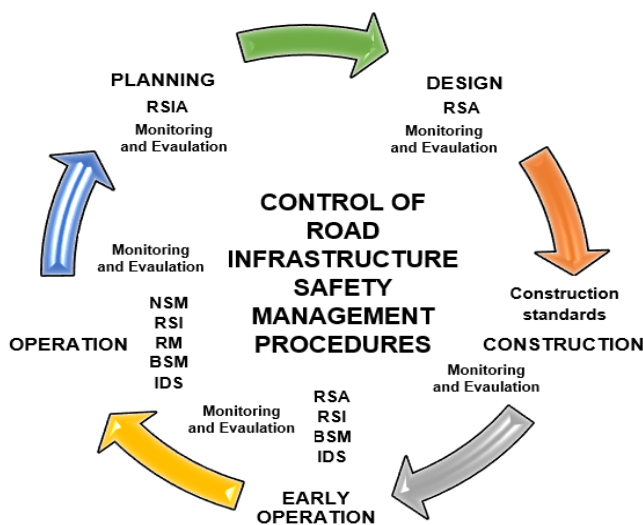 PLANNING
RSIA
Monitoring
and Evaulation
DESIGN
RSA
Monitoring
and Evaulation
CONTROL OF
ROAD
INFRASTRUCTURE
SAFETY
MANAGEMENT
PROCEDURES
Construction
standards
CONSTRUCTION
Monitoring
and Evaulation
RSA
RSI
BSM
IDS
Monitoring
and Evaulation
EARLY
OPERATION
Monitoring
and Evaulation
NSM
RSI
RM
BSM
IDS
OPERATION